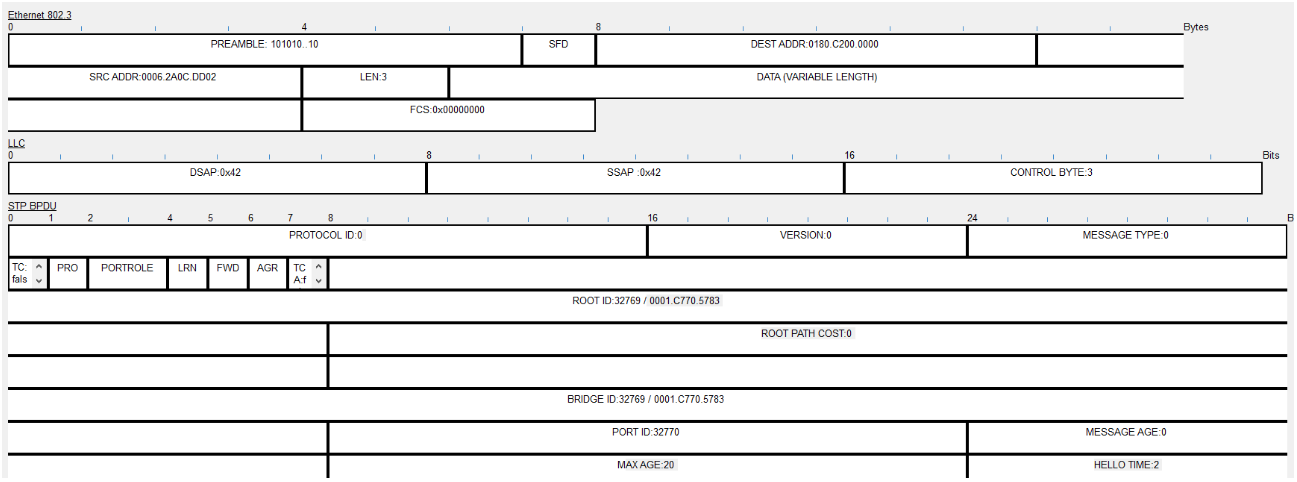 Ethernet 802.3
0 4 8 Bytes
PREAMBLE: 101010..10 SFD DEST ADDR:0180.C200.0000
SRC ADDR:0006.2A0C.DD02 LEN:3 DATA (VARIABLE LENGTH)
FCS:0x00000000
LLC
0 8 16 Bits
DSAP:0x42 SSAP :0x42 CONTROL BYTE:3
STP BPDU
0 1 2 4 5 6 7 8 16 24 B
PROTOCOL ID:0 VERSION:0 MESSAGE TYPE:0
TC: PRO PORTROLE LRN FWD AGR TC
fals A:f
ROOT ID:32769 / 0001.C770.5783
ROOT PATH COST:0
BRIDGE ID:32769 / 0001.C770.5783
PORT ID:32770 MESSAGE AGE:0
MAX AGE:20 HELLO TIME:2